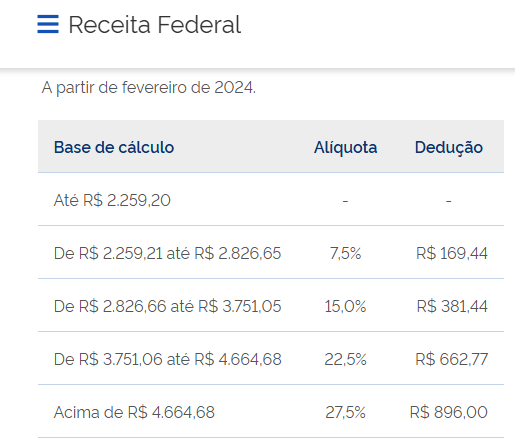 Receita Federal
A partir de fevereiro de 2024.
Base de cálculo Alíquota Dedução
Até R$ 2.259,20 - -
De R$ 2.259,21 até R$ 2.826,65 7,5% R$ 169,44
De R$ 2.826,66 até R$ 3.751,05 15,0% R$ 381,44
De R$ 3.751,06 até R$ 4.664,68 22,5% R$ 662,77
Acima de R$ 4.664,68 27,5% R$ 896,00